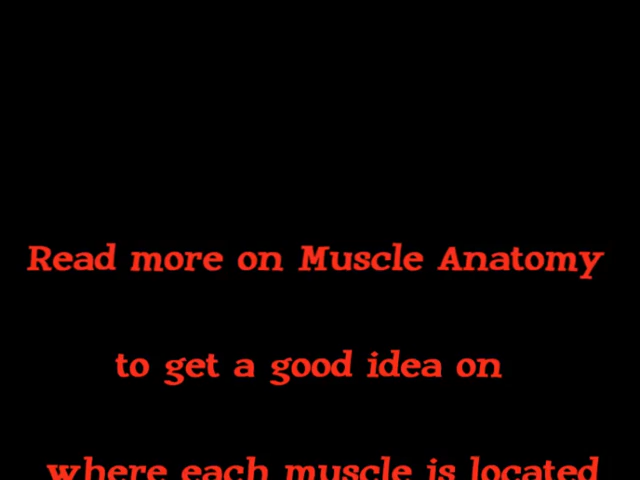 Read more on Muscle Anatomy
to get a good idea on
where each muscle is located